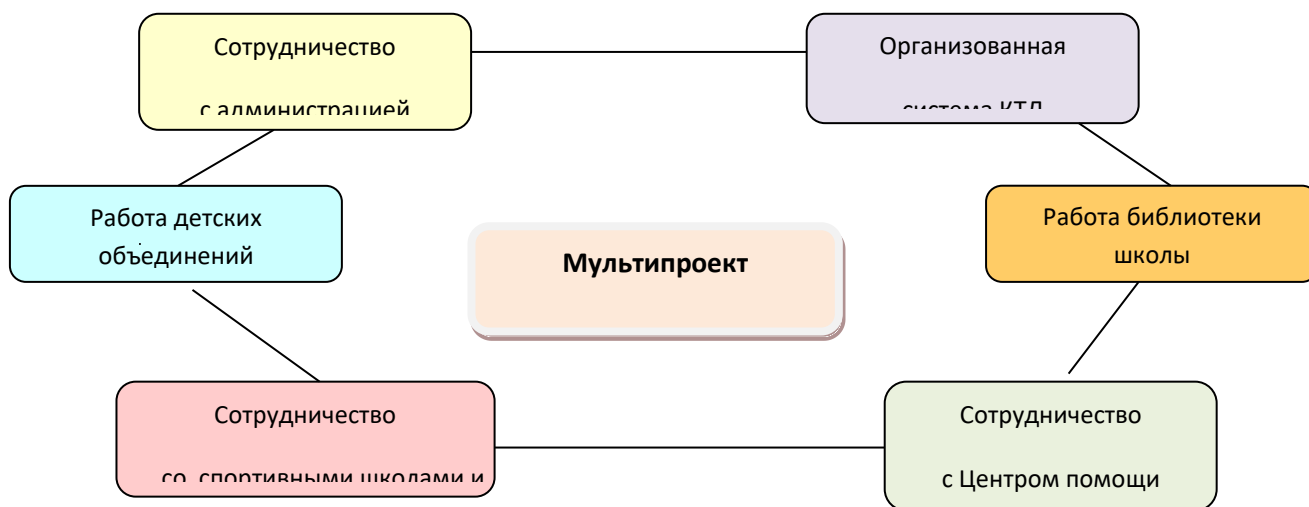 Сотрудничество
с администрацией
Организованная
система КТД
Работа детских
объединений
Работа библиотеки
школы
Мультипроект
Сотрудничество
со спортивными школами и
Сотрудничество
с Центром помощи